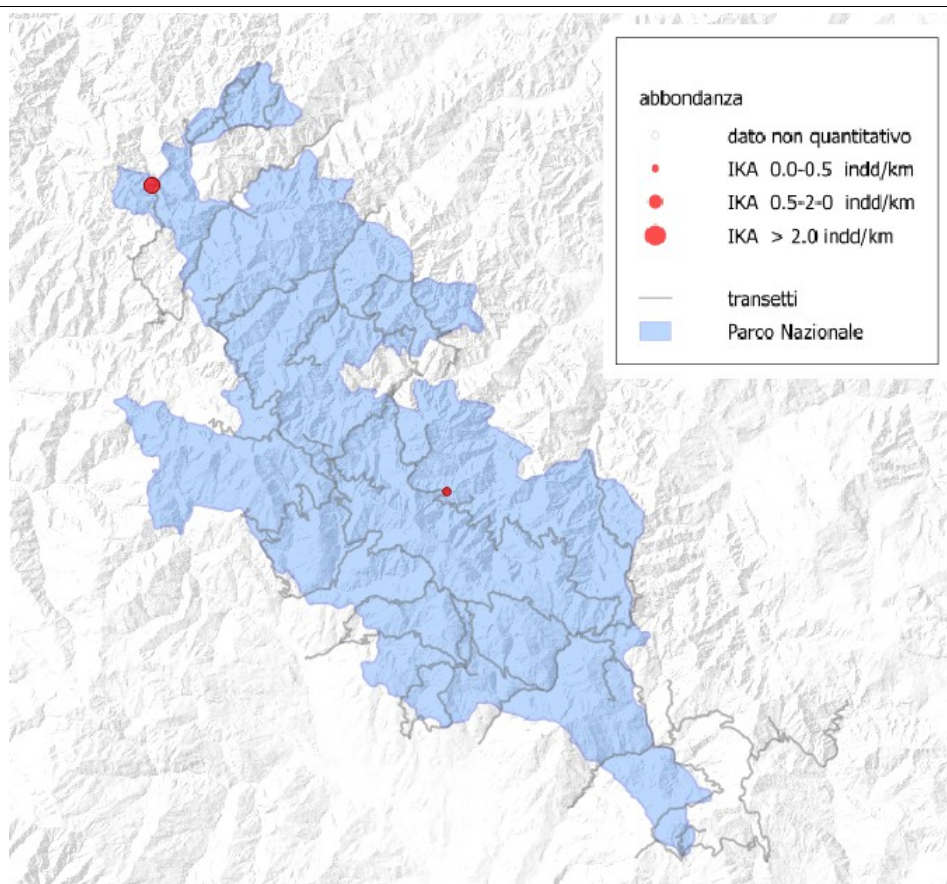 abbondanza
dato non quantitativo
IKA 0.0-0.5 indd/km
IKA 0.5-2-0 indd/km
IKA > 2.0 indd/km
transetti
Parco Nazionale